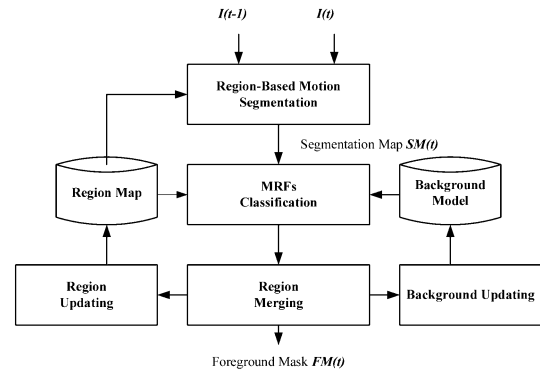 I(t-1) I(t)
Region-Based Motion
Segmentation
Segmentation Map SM(t)
Region Map
MRFs
Classification
Background
Model
Region
Updating
Region
Merging
Background Updating
Foreground Mask FM(t)